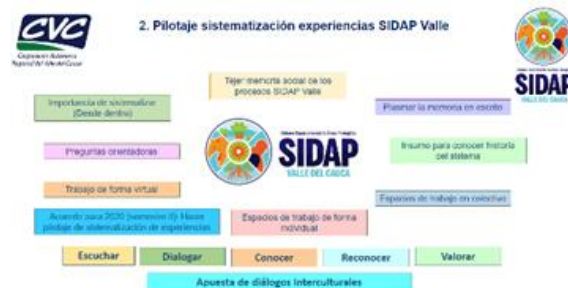 CVC
Corporación Autónoma
Regional del Valle del Cauca
2. Pilotaje sistematización experiencias SIDAP Valle
SIDAP
VALLE DEL CAUCA
Tejer memoria social de los
procesos SIDAP Valle
Importancia de sistematizar
(Desde dentro)
Plasmar la memoria en escrito
Preguntas orientadoras
SIDAP
VALLE DEL CAUCA
Insumo para conocer historia
del sistema
Trabajo de forma virtual
Espacios de trabajo en colectivo
Acuerdo para 2020 (semestre II): Hacer
pilotaje de sistematización de experiencias
Espacios de trabajo de forma
individual
Escuchar
Dialogar
Conocer
Reconocer
Valorar
Apuesta de diálogos interculturales